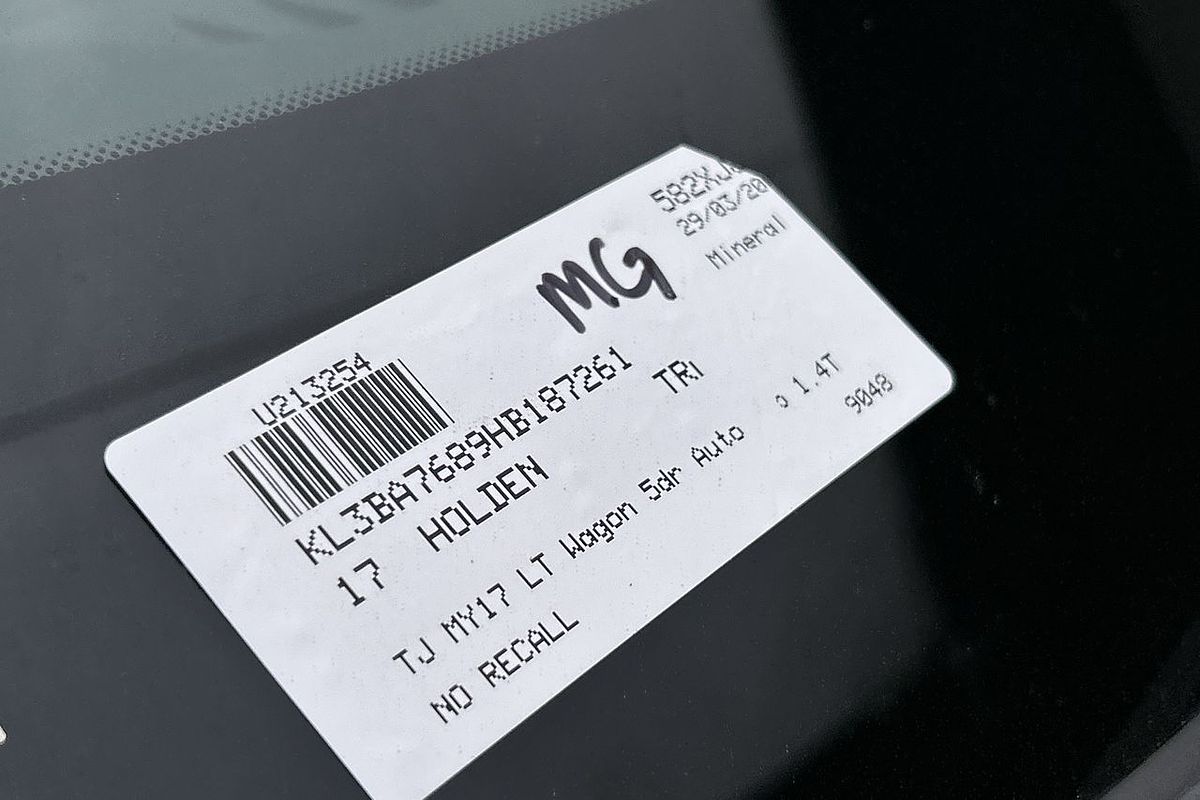 582XJ
29/03/20
Mineral
MG
U213254
KL3BA7689HB187261
17 HOLDEN TR
TJ MY17 LT Wagon 5dr Auto 1.4T
9048
NO RECALL